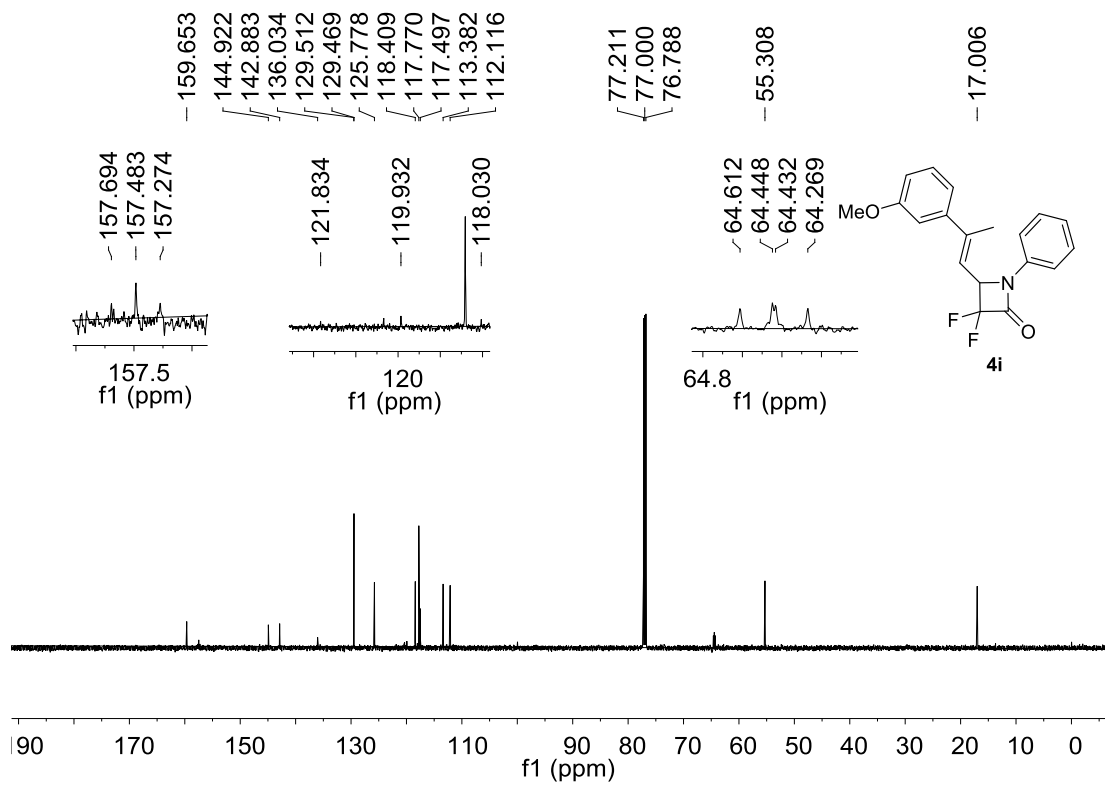 159.653
144.922
142.883
136.034
129.512
129.469
125.778
118.409
117.770
117.497
113.382
112.116
77.211
77.000
76.788
55.308
17.006
157.694
157.483
157.274
121.834
119.932
118.030
64.612
64.448
64.432
64.269
157.5
f1 (ppm)
120
f1 (ppm)
64.8
f1 (ppm)
MeO
N
F
F
O
4i
190 170 150 130 110 90 80 70 60 50 40 30 20 10 0
f1 (ppm)